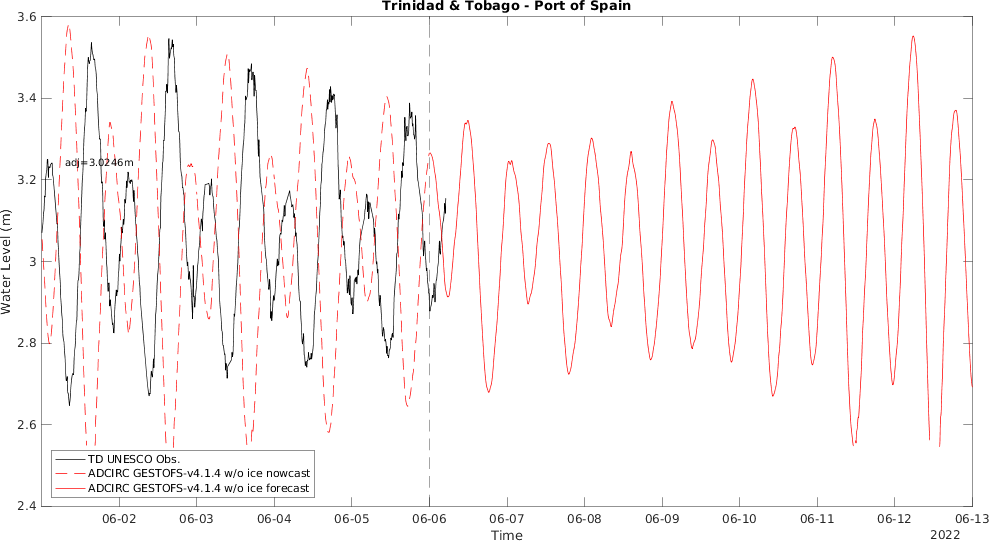 Trinidad & Tobago - Port of Spain
3.6
3.4
3.2
3
2.8
2.6
2.4
Water Level (m)
adj=3.0246m
TD UNESCO Obs.
ADCIRC GESTOFS-v4.1.4 w/o ice nowcast
ADCIRC GESTOFS-v4.1.4 w/o ice forecast
06-02 06-03 06-04 06-05 06-06 06-07 06-08 06-09 06-10 06-11 06-12 06-13
Time
2022